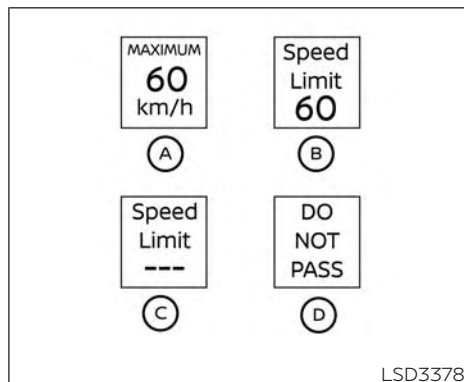 MAXIMUM
60
km/h
A
Speed
Limit
60
B
Speed
Limit
---
C
DO
NOT
PASS
D
LSD3378